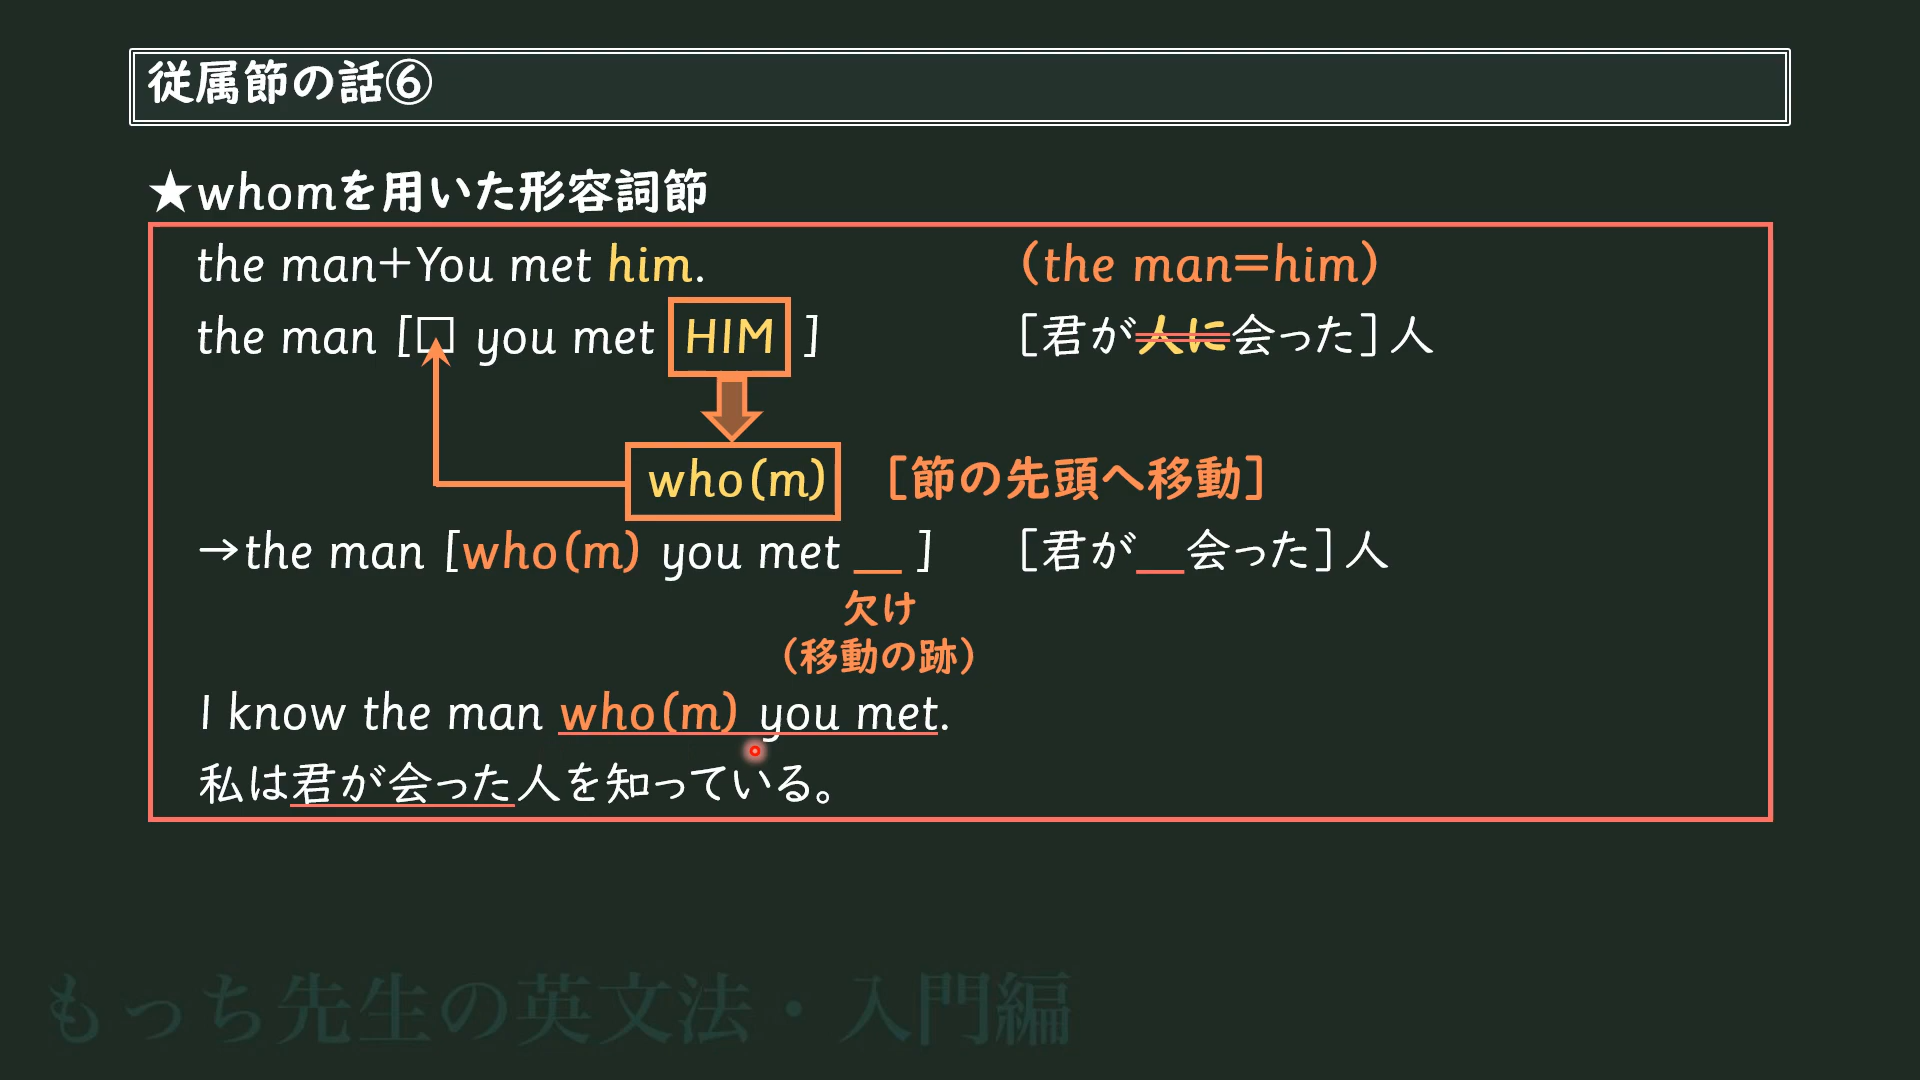 従属節の話⑥
★whomを用いた形容詞節
the man+You met him. (the man=him)
the man [□ you met HIM ] [君が人に会った]人
who(m) [節の先頭へ移動]
→the man [who(m) you met __ ] [君が__会った]人
欠け
(移動の跡)
I know the man who(m) you met.
私は君が会った人を知っている。
もっち先生の英文法・入門編